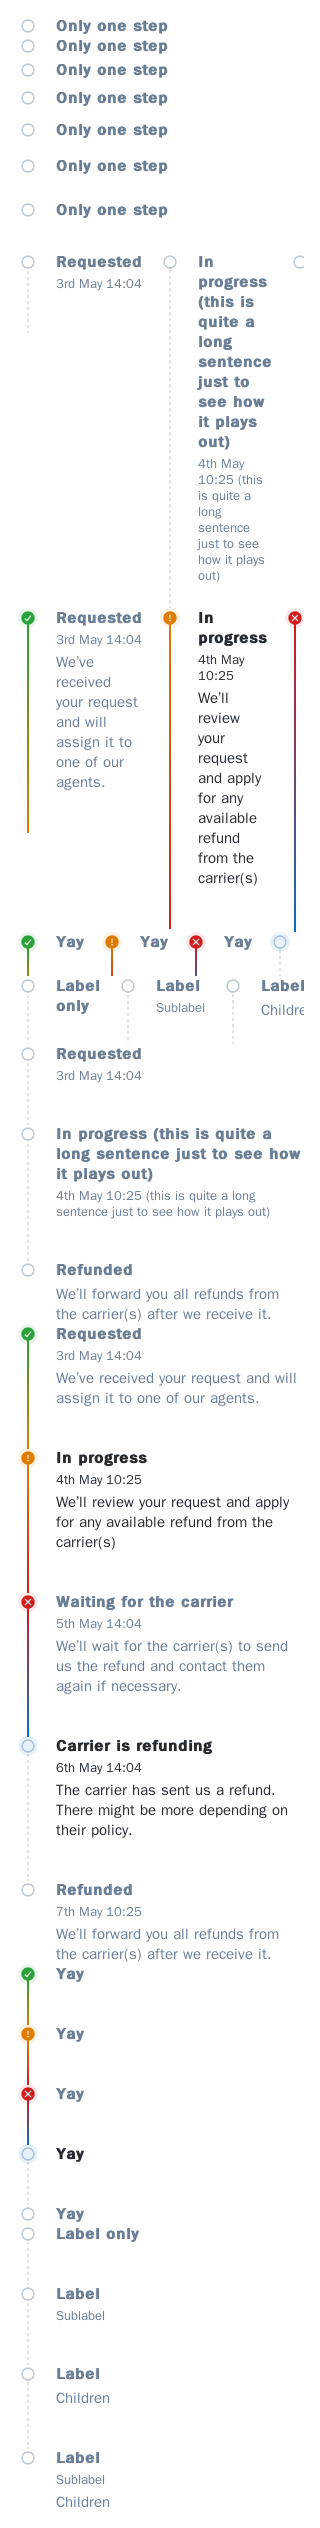 Only one step
Only one step
Only one step
Only one step
Only one step
Only one step
Only one step
Requested
3rd May 14:04
In
progress
(this is
quite a
long
sentence
just to
see how
it plays
out)
4th May
10:25 (this
is quite a
long
sentence
just to see
how it plays
out)
Requested
3rd May 14:04
We've
received
your request
and will
assign it to
one of our
agents.
In
progress
4th May
10:25
We'll
review
your
request
and apply
for any
available
refund
from the
carrier(s)
Yay
Yay
Yay
Label
only
Label
Sublabel
Label
Childre
Requested
3rd May 14:04
In progress (this is quite a
long sentence just to see how
it plays out)
4th May 10:25 (this is quite a long
sentence just to see how it plays out)
Refunded
We'll forward you all refunds from
the carrier(s) after we receive it.
Requested
3rd May 14:04
We've received your request and will
assign it to one of our agents.
In progress
4th May 10:25
We'll review your request and apply
for any available refund from the
carrier(s)
Waiting for the carrier
5th May 14:04
We'll wait for the carrier(s) to send
us the refund and contact them
again if necessary.
Carrier is refunding
6th May 14:04
The carrier has sent us a refund.
There might be more depending on
their policy.
Refunded
7th May 10:25
We'll forward you all refunds from
the carrier(s) after we receive it.
Yay
Yay
Yay
Yay
Yay
Label only
Label
Sublabel
Label
Children
Label
Sublabel
Children